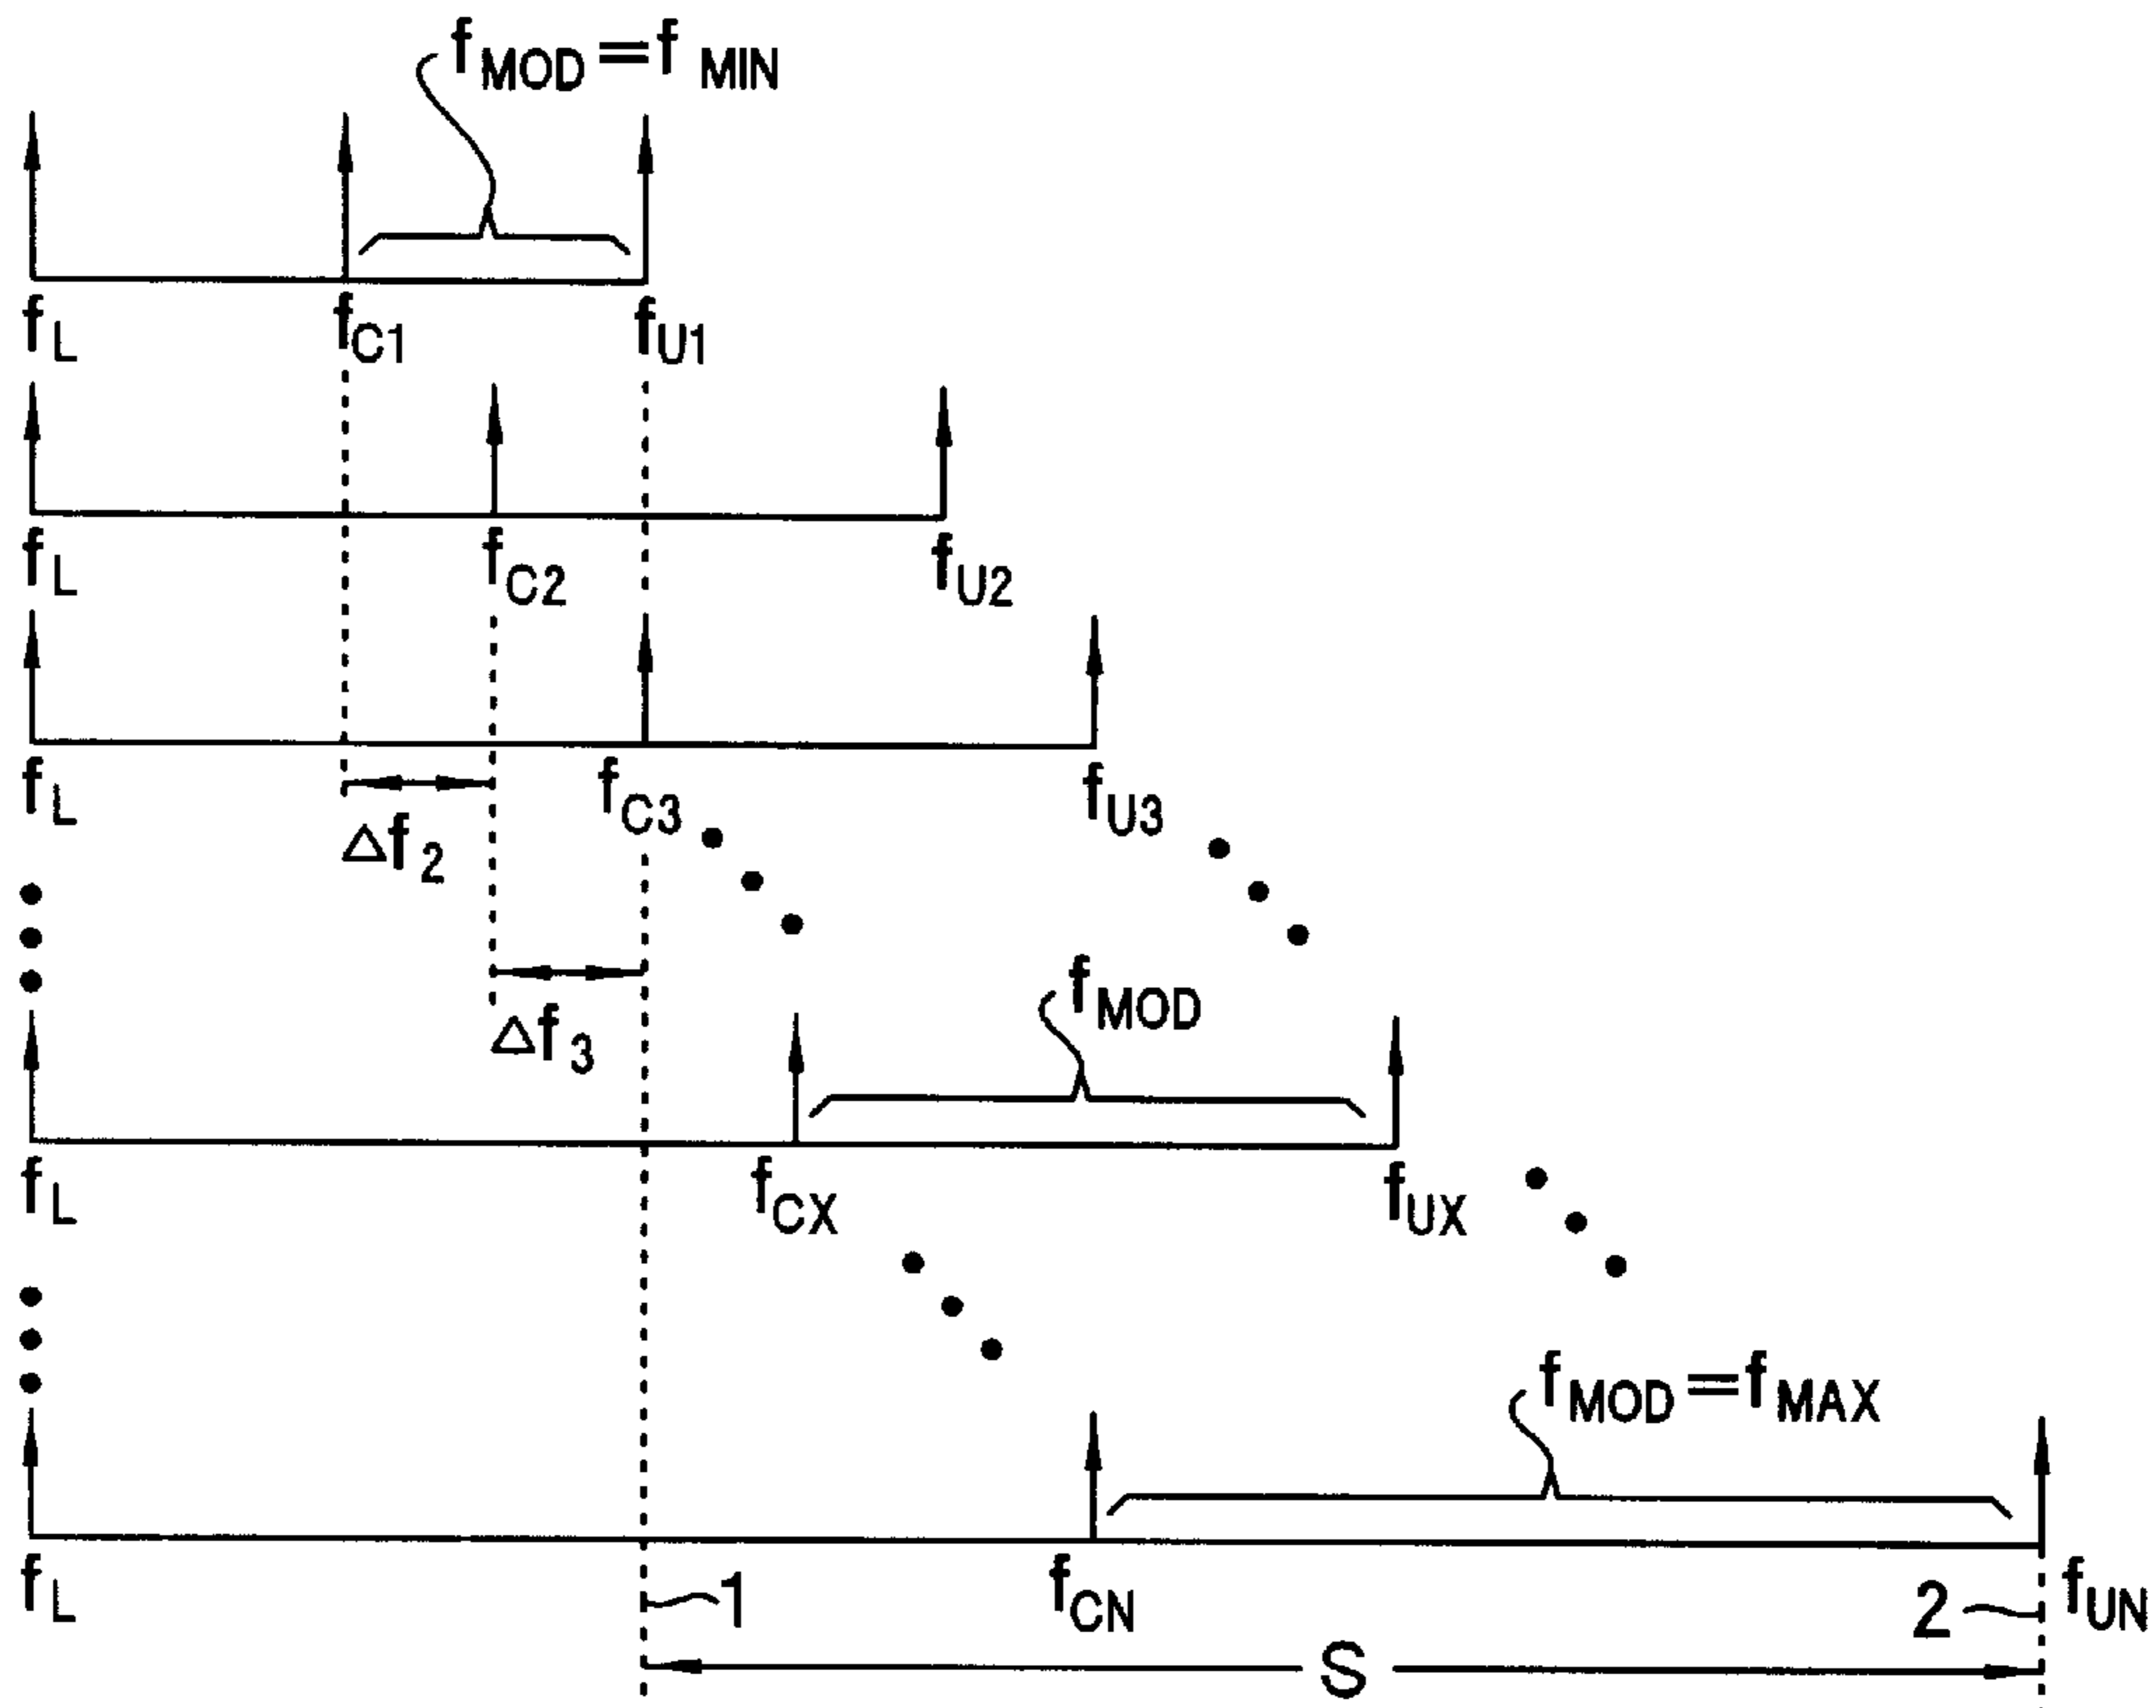 fMOD=fMIN
fL fC1 fU1
fL fC2 fU2
fL fC3 fU3
Δf2
Δf3
fMOD
fL fCX fUX
fMOD=fMAX
fL 1 fCN 2 fUN
S